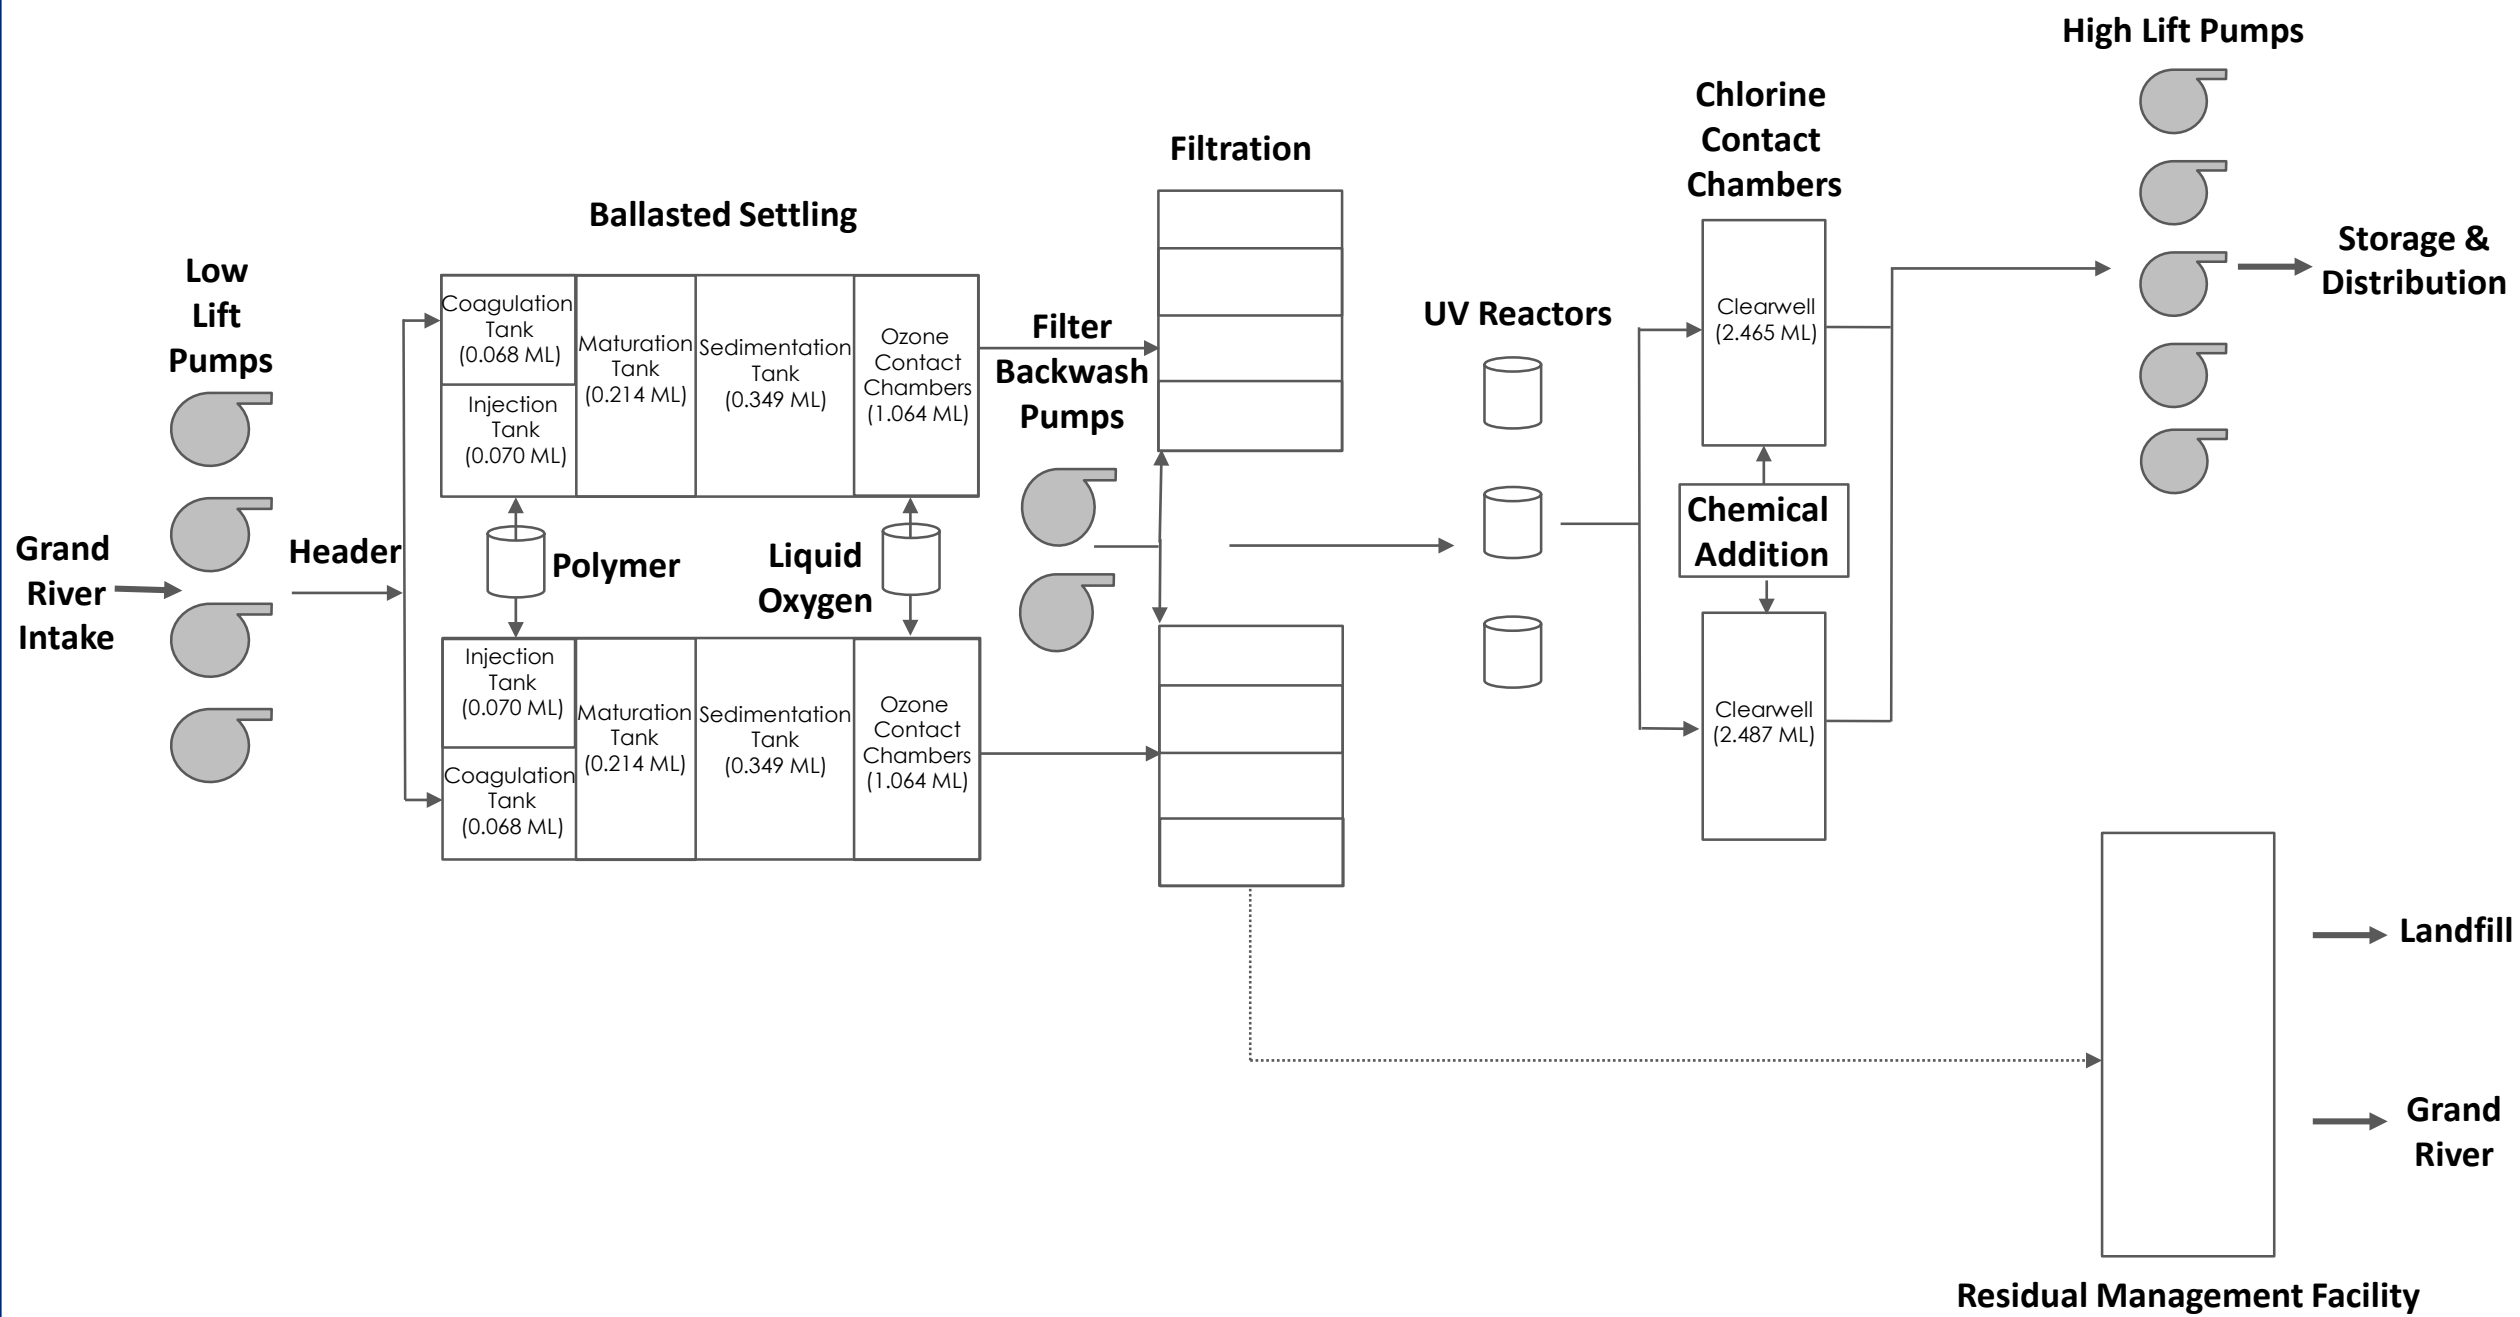 High Lift Pumps
Chlorine
Contact
Chambers
Filtration
Ballasted Settling
Low
Lift
Pumps
Storage &
Distribution
Coagulation
Tank
(0.068 ML)
Injection
Tank
(0.070 ML)
Maturation
Tank
(0.214 ML)
Sedimentation
Tank
(0.349 ML)
Ozone
Contact
Chambers
(1.064 ML)
Filter
Backwash
Pumps
UV Reactors
Clearwell
(2.465 ML)
Grand
River
Intake
Header
Polymer
Liquid
Oxygen
Chemical
Addition
Injection
Tank
(0.070 ML)
Coagulation
Tank
(0.068 ML)
Maturation
Tank
(0.214 ML)
Sedimentation
Tank
(0.349 ML)
Ozone
Contact
Chambers
(1.064 ML)
Clearwell
(2.487 ML)
Landfill
Grand
River
Residual Management Facility